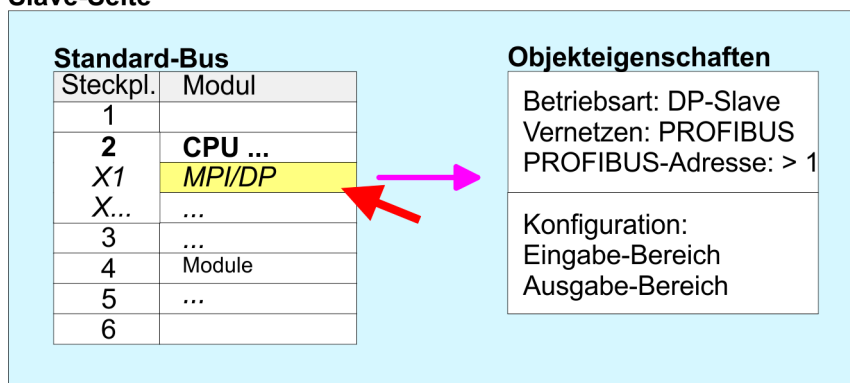 Slave-Seite
Standard-Bus
Steckpl. Modul
1
2 CPU ...
X1 MPI/DP
X... ...
3 ...
4 Module
5 ...
6
Objekteigenschaften
Betriebsart: DP-Slave
Vernetzen: PROFIBUS
PROFIBUS-Adresse: > 1
Konfiguration:
Eingabe-Bereich
Ausgabe-Bereich